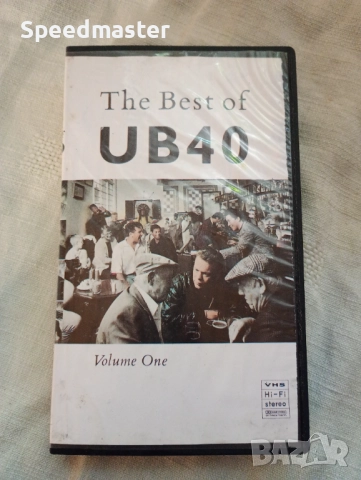 Speedmaster
The Best of
UB40
Volume One
VHS
Hi-Fi
stereo
BAZAR